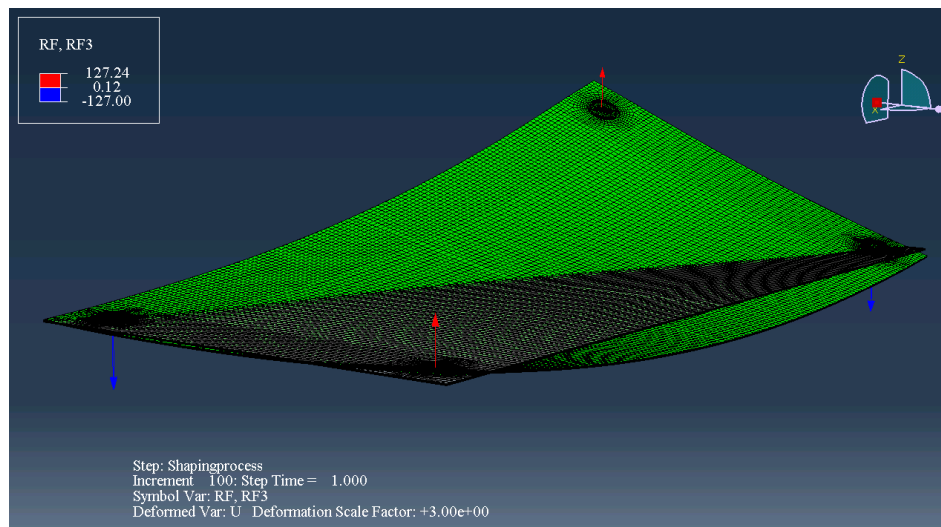 RF, RF3
127.24
0.12
-127.00
Z
X
Step: Shapingprocess
Increment 100: Step Time = 1.000
Symbol Var: RF, RF3
Deformed Var: U Deformation Scale Factor: +3.00e+00